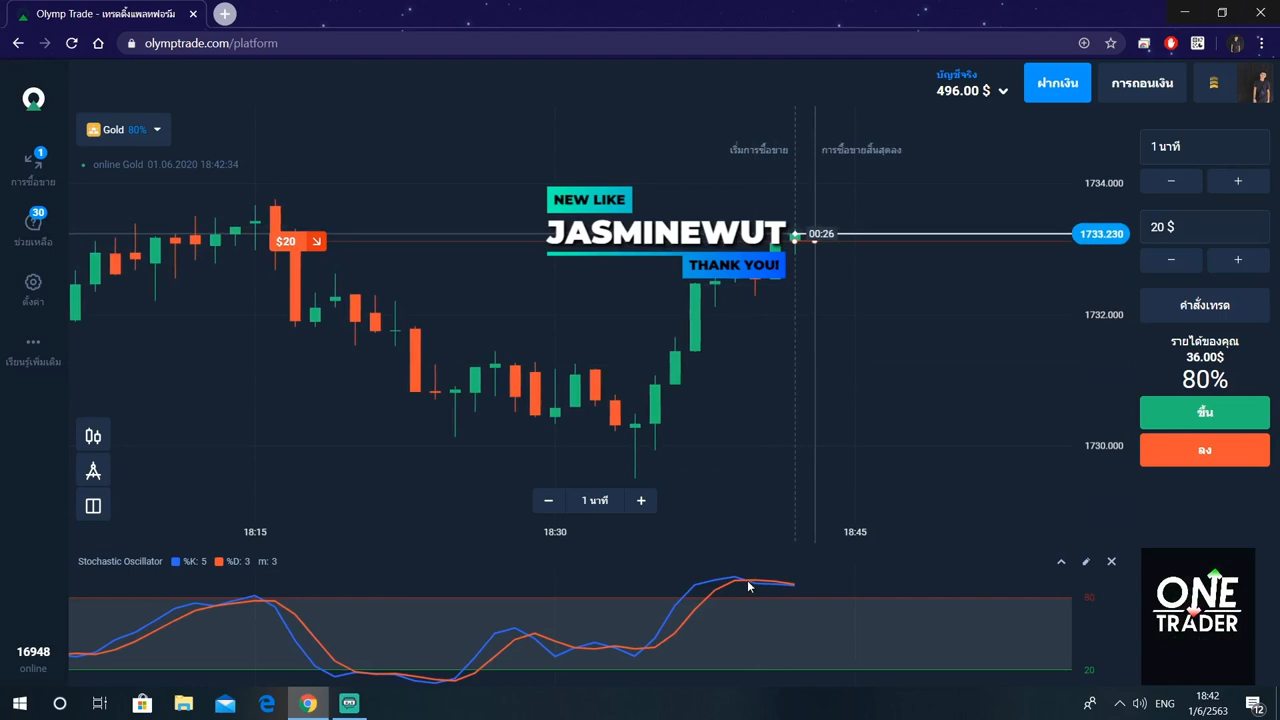 Olymp Trade - เทรดดิ้งแพลทฟอร์ม
olymptrade.com/platform
บัญชีจริง
496.00 $
ฝากเงิน
การถอนเงิน
Gold 80%
online Gold 01.06.2020 18:42:34
เริ่มการซื้อขาย
การซื้อขายสิ้นสุดลง
1
การซื้อขาย
30
ช่วยเหลือ
ตั้งค่า
เรียนรู้เพิ่มเติม
16948
online
$20
NEW LIKE
JASMINEWUT
THANK YOU!
00:26
1734.000
1733.230
1732.000
1730.000
1 นาที
18:15
18:30
18:45
Stochastic Oscillator %K: 5 %D: 3 m: 3
80
20
1 นาที
20 $
คำสั่งเทรด
รายได้ของคุณ
36.00$
80%
ขึ้น
ลง
ONE
TRADER
ENG
18:42
1/6/2563
12